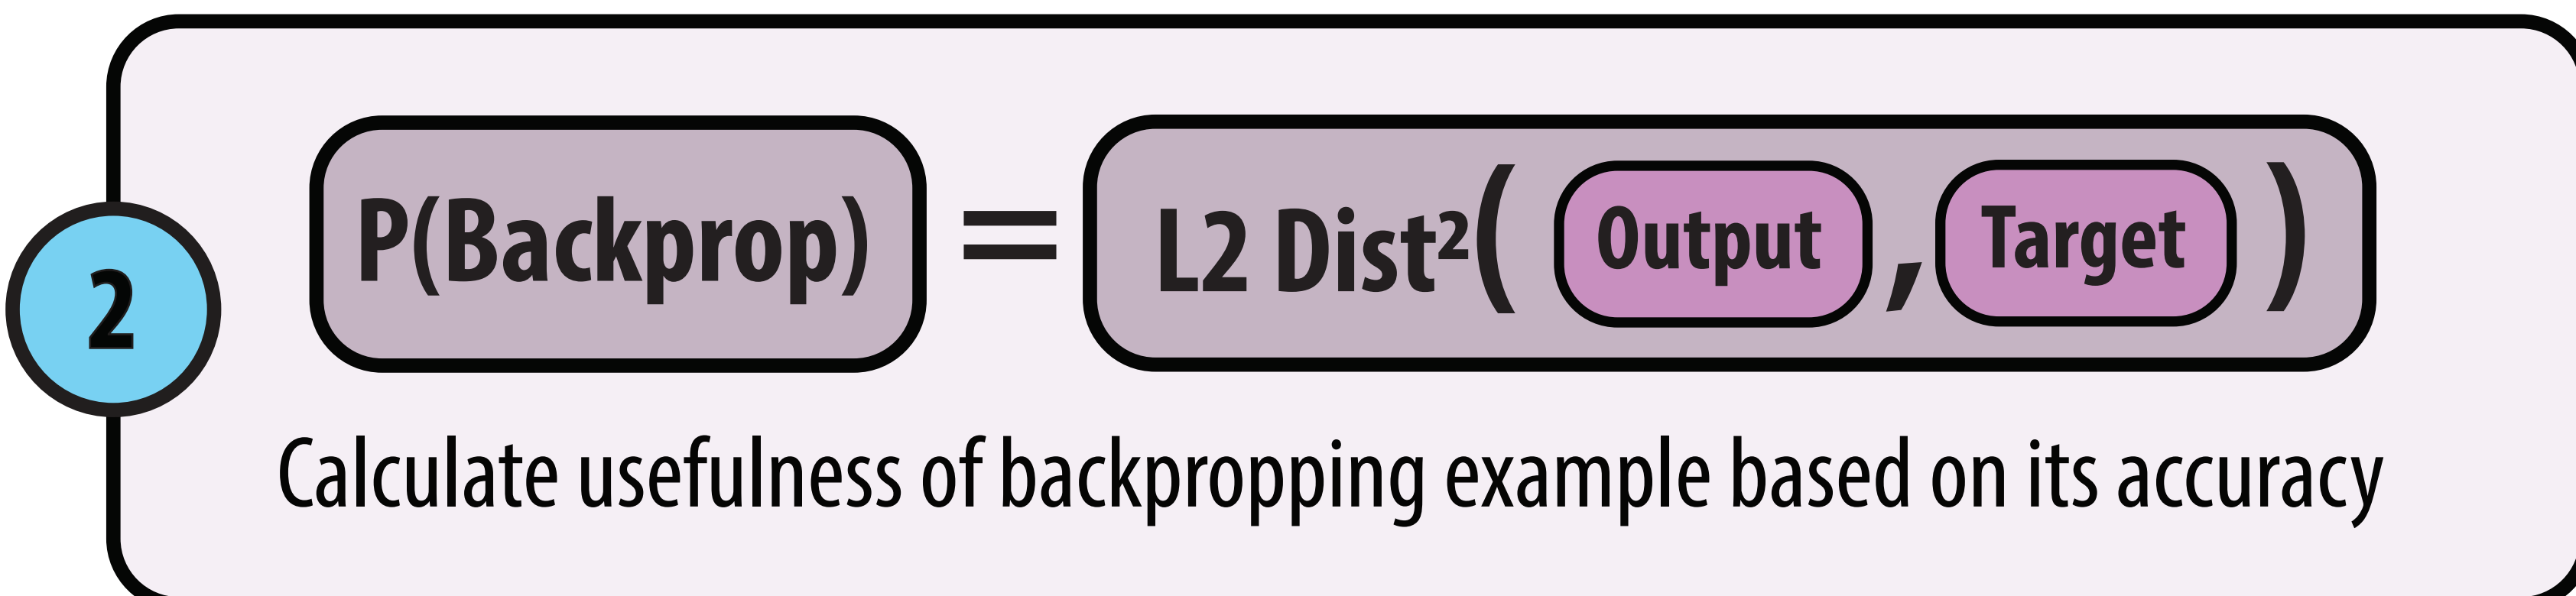 P(Backprop) = L2 Dist²( Output , Target )
2
Calculate usefulness of backpropping example based on its accuracy